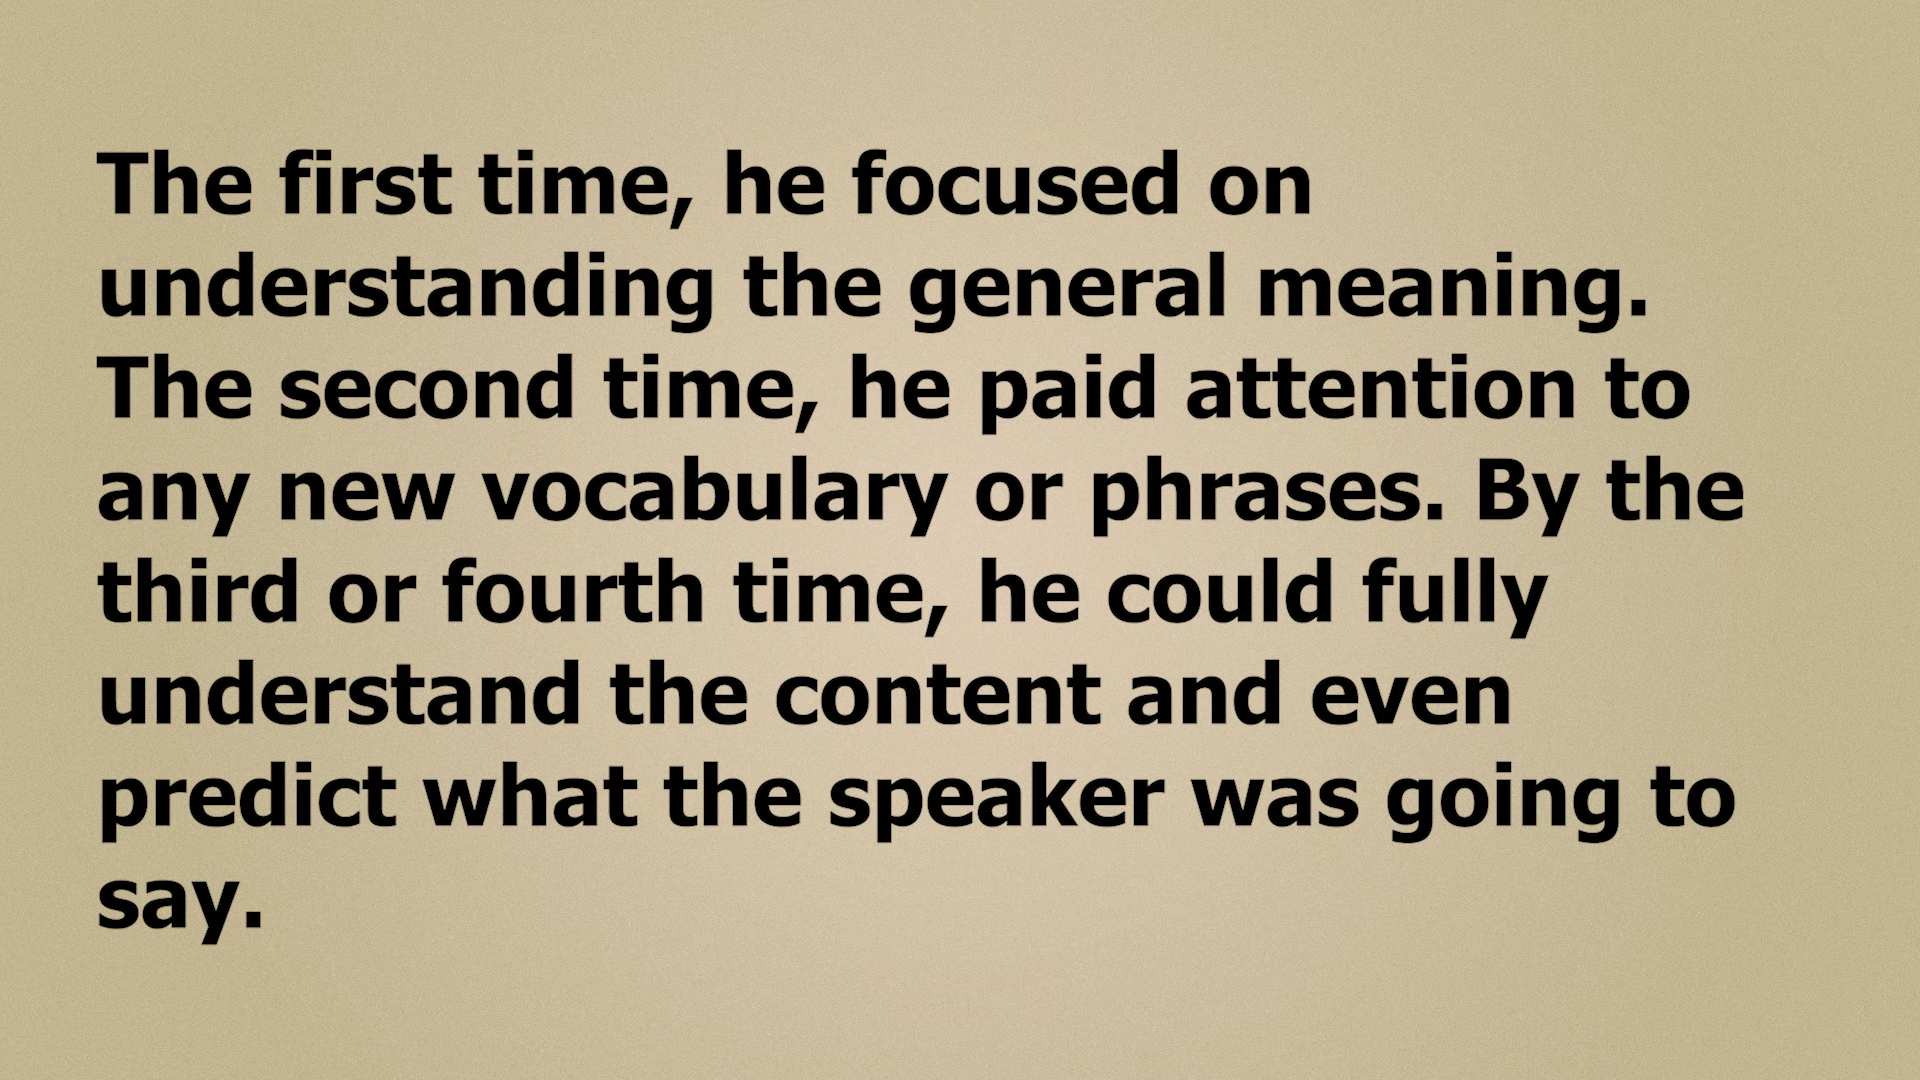 The first time, he focused on
understanding the general meaning.
The second time, he paid attention to
any new vocabulary or phrases. By the
third or fourth time, he could fully
understand the content and even
predict what the speaker was going to
say.